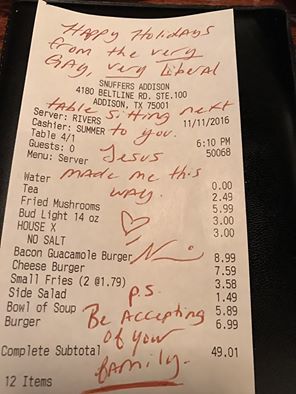 Happy Holidays
from the very
Gay, very Liberal
SNUFFERS ADDISON
4180 BELTLINE RD. STE.100
ADDISON, TX 75001
table sitting next
Server: RIVERS 11/11/2016
Cashier: SUMMER to you.
Table 4/1 6:10 PM
Guests: 0 50068
Menu: Server Jesus
made me this
Water 0.00
way.
Tea 2.49
Fried Mushrooms 5.99
Bud Light 14 oz 3.00
HOUSE X 3.00
NO SALT
Bacon Guacamole Burger 8.99
Cheese Burger 7.59
Small Fries (2 @1.79) 3.58
p.s.
Side Salad 1.49
Bowl of Soup 5.89
Be Accepting
Burger 6.99
of your
Complete Subtotal 49.01
family.
12 Items